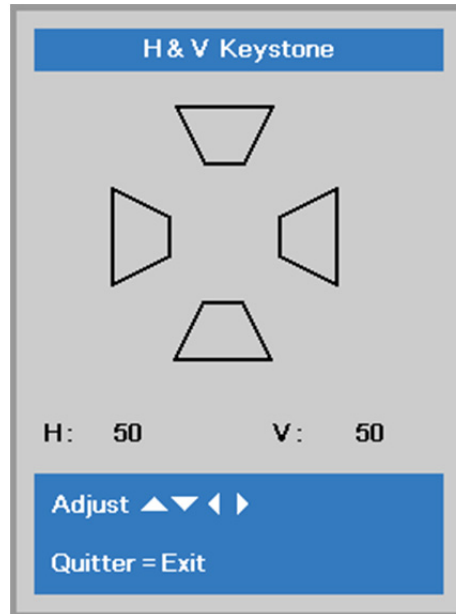 H & V Keystone
H : 50 V : 50
Adjust ▲▼◀▶
Quitter = Exit